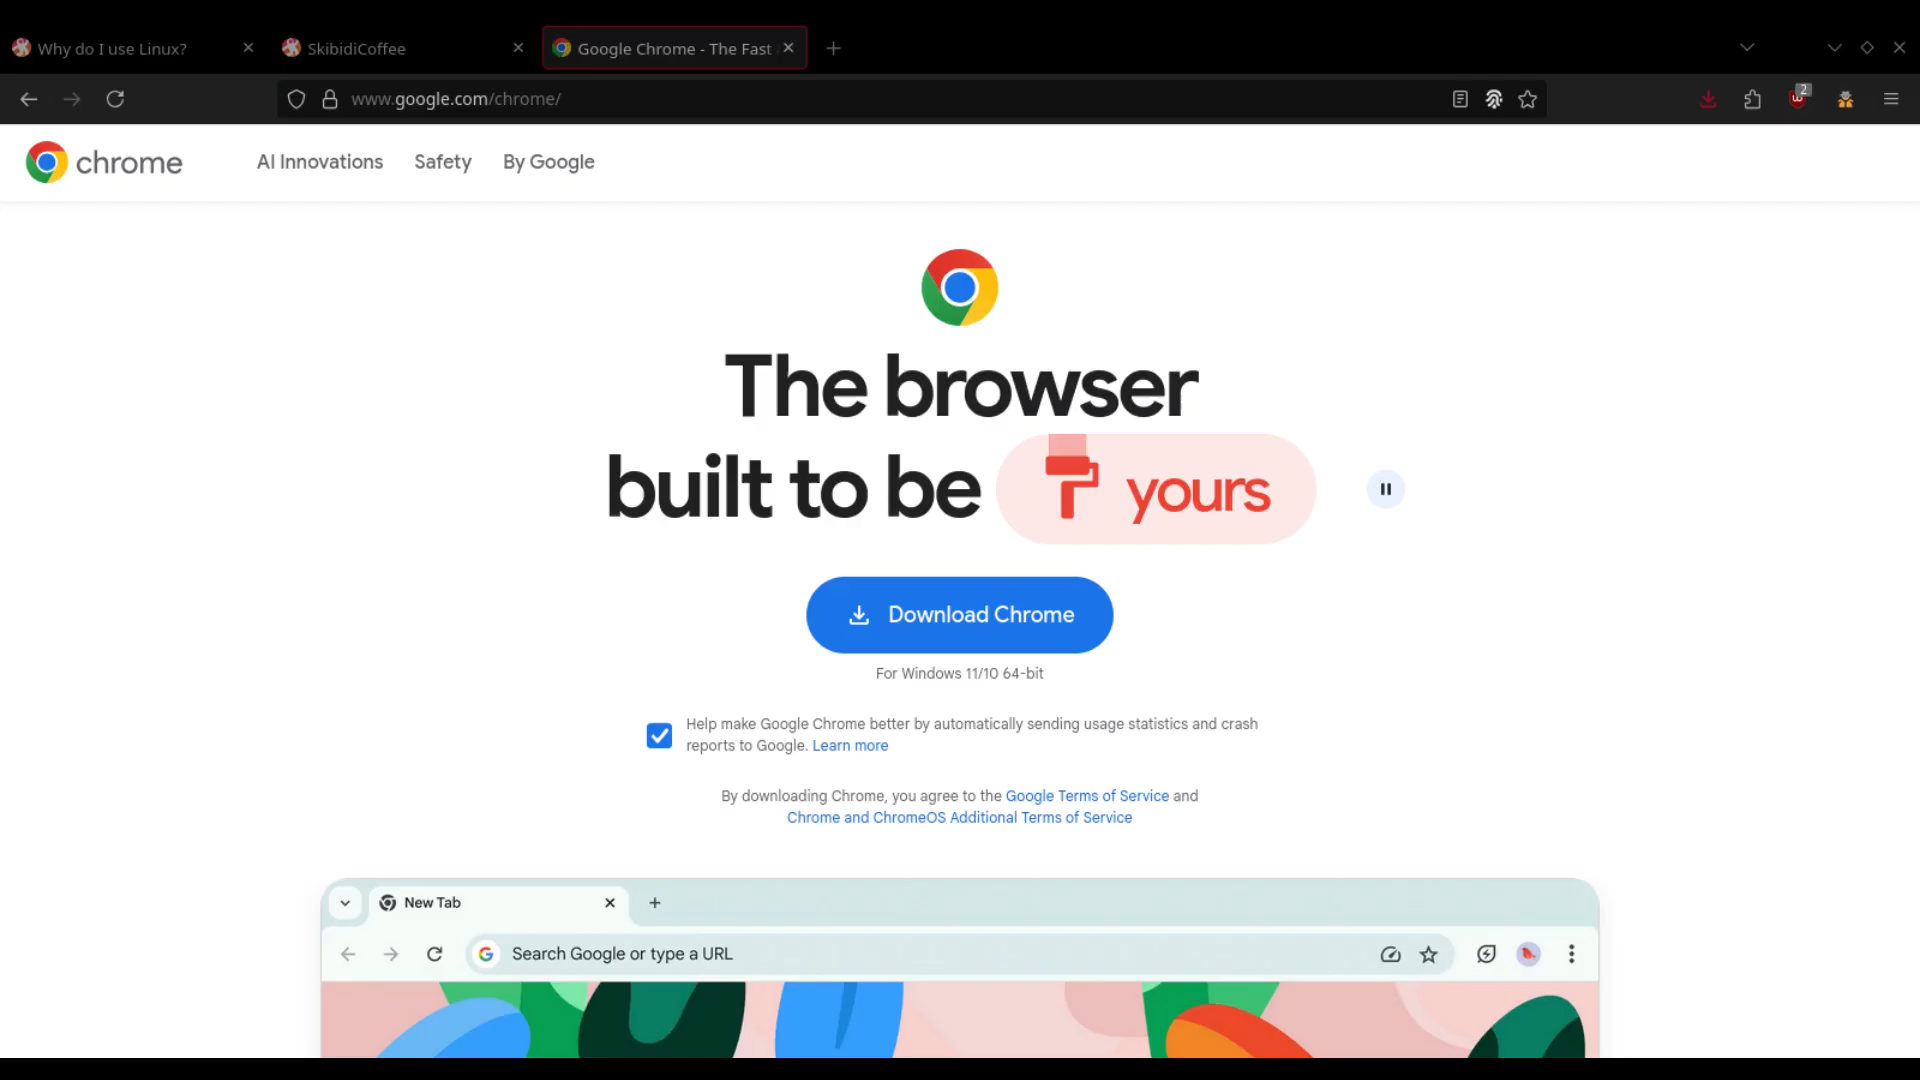 Why do I use Linux?
SkibidiCoffee
Google Chrome - The Fast
www.google.com/chrome/
2
chrome
AI Innovations
Safety
By Google
The browser
built to be yours
Download Chrome
For Windows 11/10 64-bit
Help make Google Chrome better by automatically sending usage statistics and crash
reports to Google. Learn more
By downloading Chrome, you agree to the Google Terms of Service and
Chrome and ChromeOS Additional Terms of Service
New Tab
Search Google or type a URL